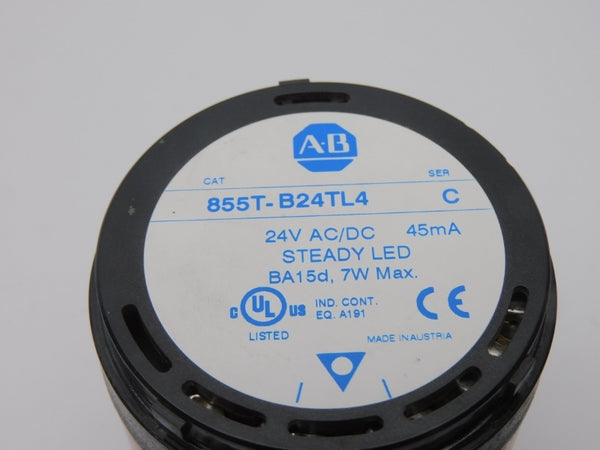 A-B
CAT SER
855T-B24TL4 C
24V AC/DC 45mA
STEADY LED
BA15d, 7W Max.
C UL US IND. CONT. CE
EQ. A191
LISTED MADE IN AUSTRIA